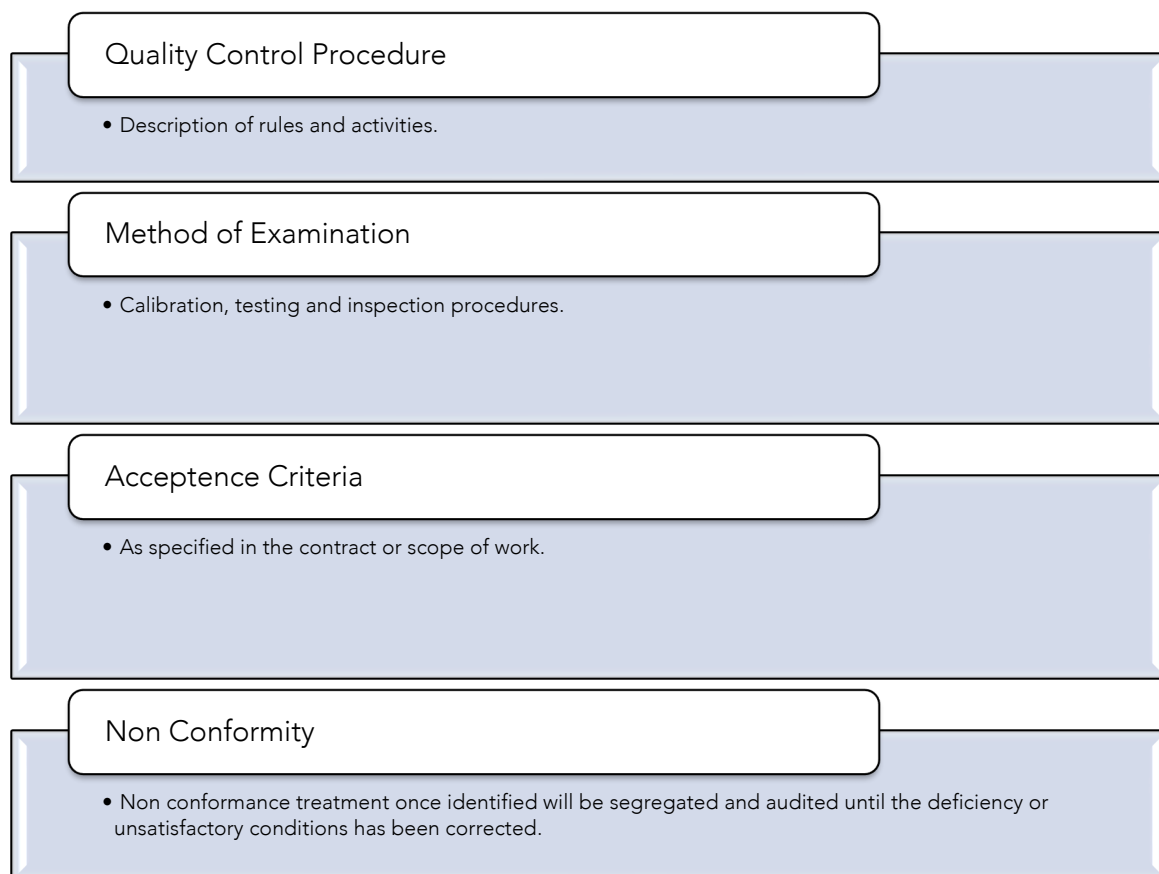 Quality Control Procedure
• Description of rules and activities.
Method of Examination
• Calibration, testing and inspection procedures.
Acceptence Criteria
• As specified in the contract or scope of work.
Non Conformity
• Non conformance treatment once identified will be segregated and audited until the deficiency or
unsatisfactory conditions has been corrected.